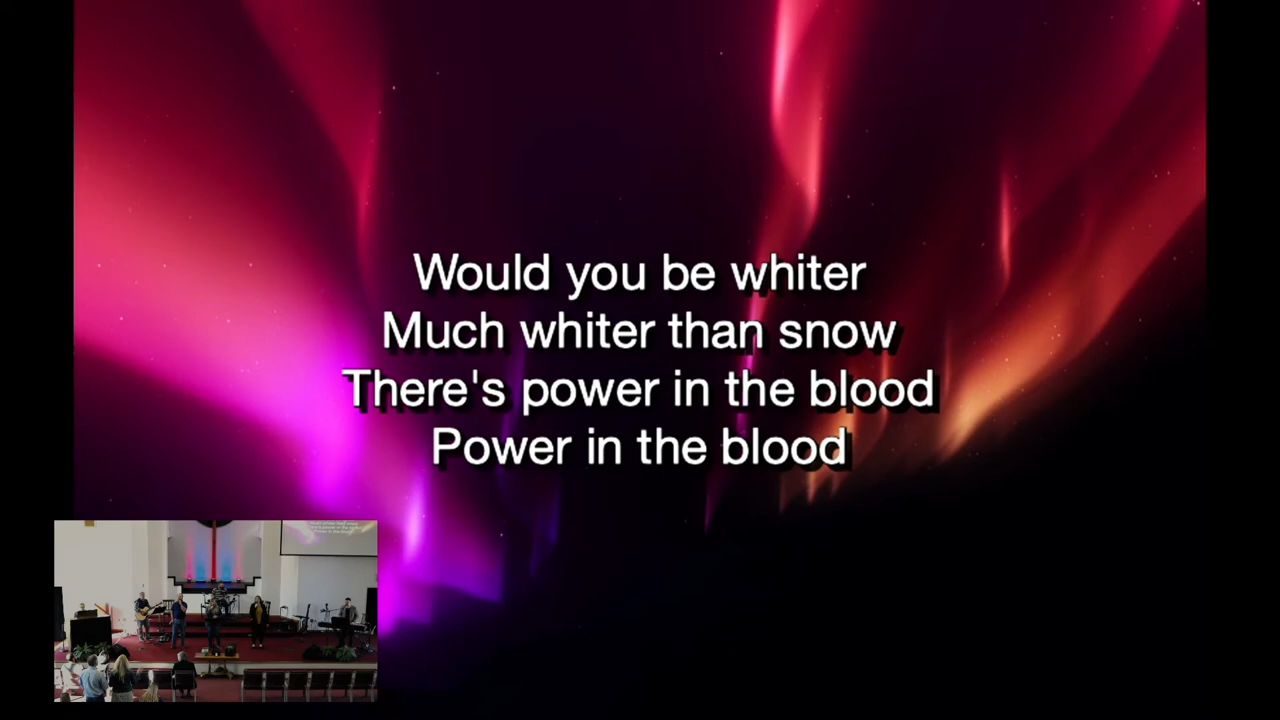 Would you be whiter
Much whiter than snow
There's power in the blood
Power in the blood